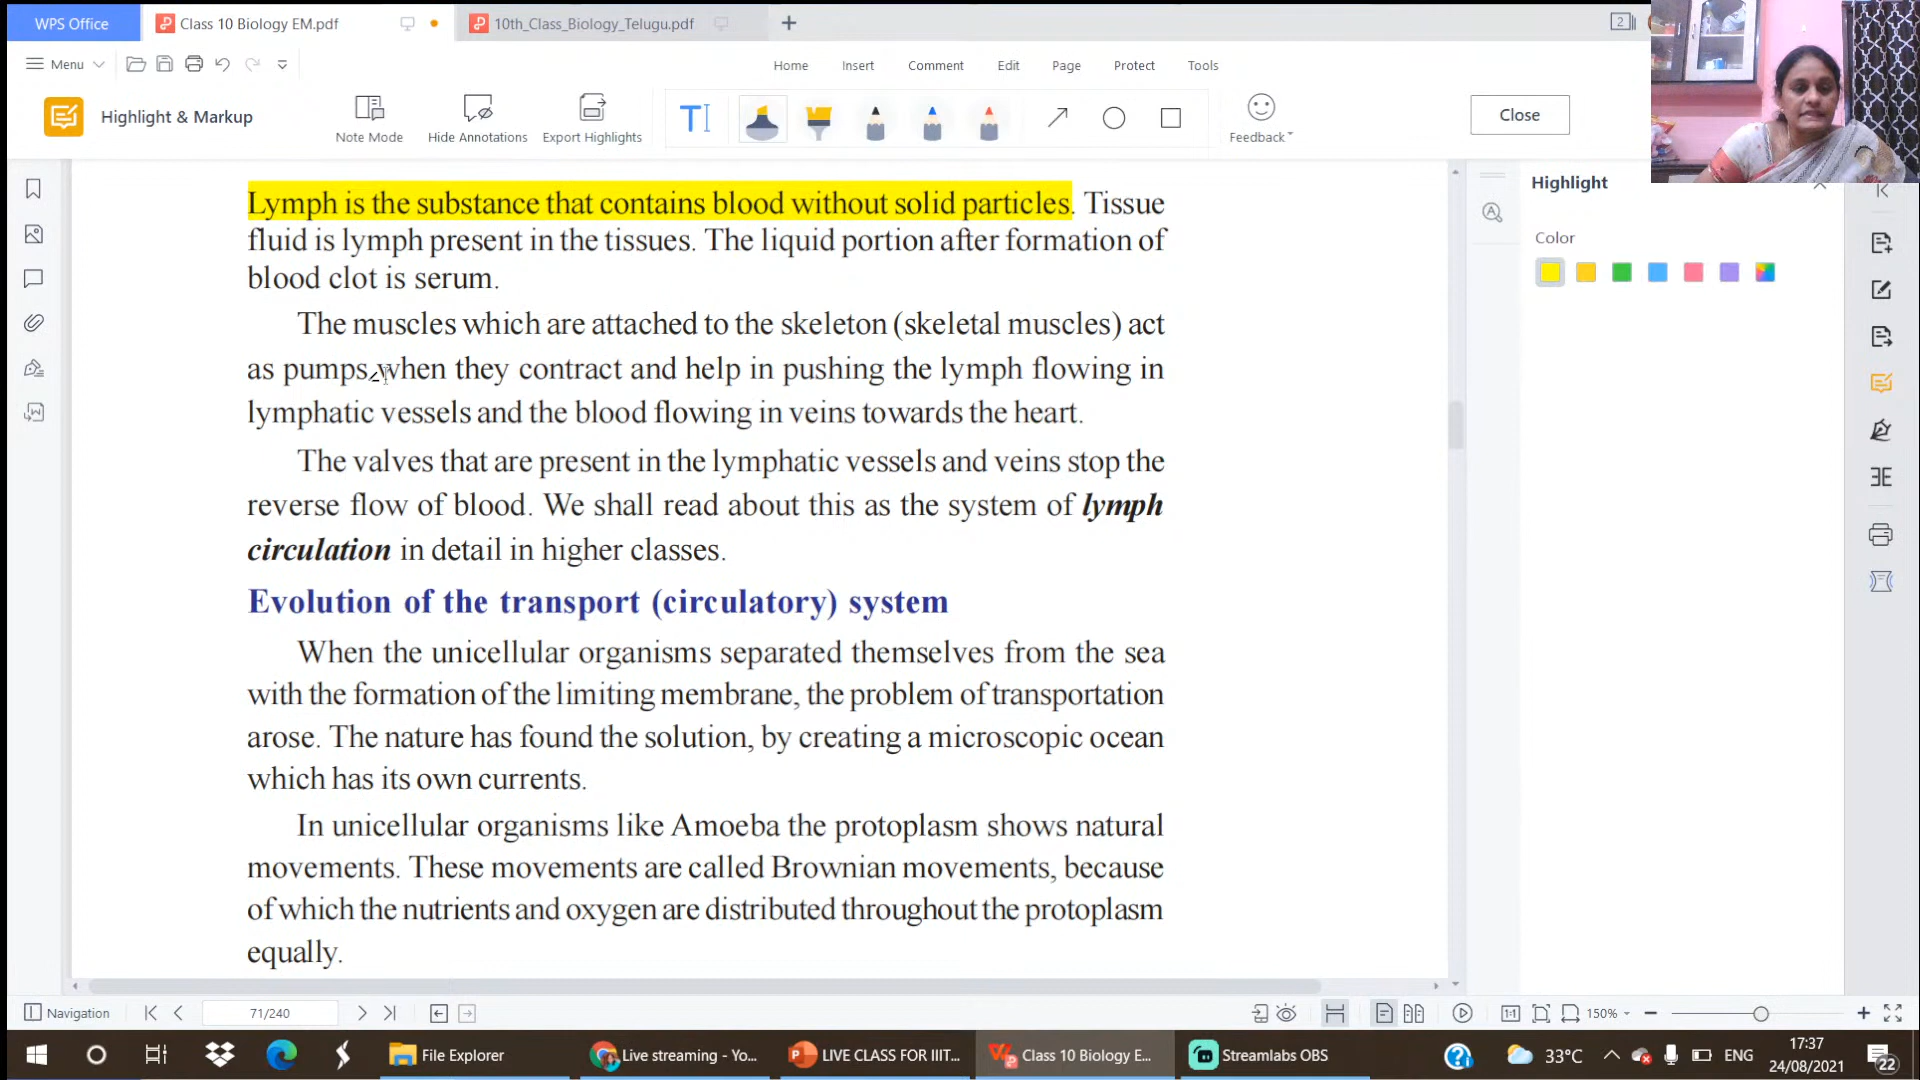 WPS Office
Class 10 Biology EM.pdf
10th_Class_Biology_Telugu.pdf
2
Menu
Home Insert Comment Edit Page Protect Tools
Highlight & Markup
Note Mode
Hide Annotations
Export Highlights
Feedback
Close
Lymph is the substance that contains blood without solid particles. Tissue
fluid is lymph present in the tissues. The liquid portion after formation of
blood clot is serum.
The muscles which are attached to the skeleton (skeletal muscles) act
as pumps when they contract and help in pushing the lymph flowing in
lymphatic vessels and the blood flowing in veins towards the heart.
The valves that are present in the lymphatic vessels and veins stop the
reverse flow of blood. We shall read about this as the system of lymph
circulation in detail in higher classes.
Evolution of the transport (circulatory) system
When the unicellular organisms separated themselves from the sea
with the formation of the limiting membrane, the problem of transportation
arose. The nature has found the solution, by creating a microscopic ocean
which has its own currents.
In unicellular organisms like Amoeba the protoplasm shows natural
movements. These movements are called Brownian movements, because
of which the nutrients and oxygen are distributed throughout the protoplasm
equally.
Highlight
Color
Navigation
71/240
150%
File Explorer
Live streaming - Yo...
LIVE CLASS FOR IIIT...
Class 10 Biology E...
Streamlabs OBS
33°C
ENG
17:37
24/08/2021
22